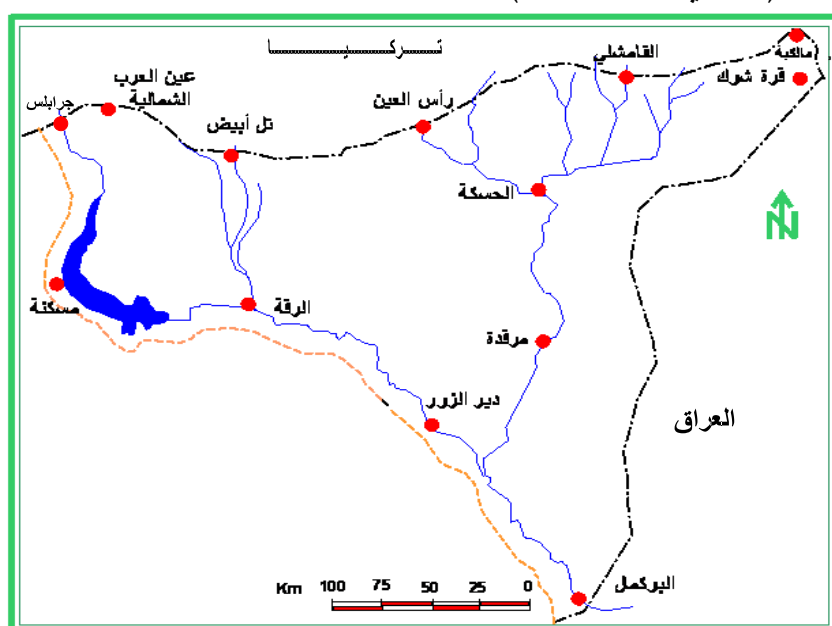 تـركـيـا
مالكية
القامشلي
قرة شوك
عين العرب
الشمالية
جرابلس
رأس العين
تل أبيض
الحسكة
N
مسكنة
الرقة
مرقدة
دير الزور
العراق
البوكمال
Km 100 75 50 25 0